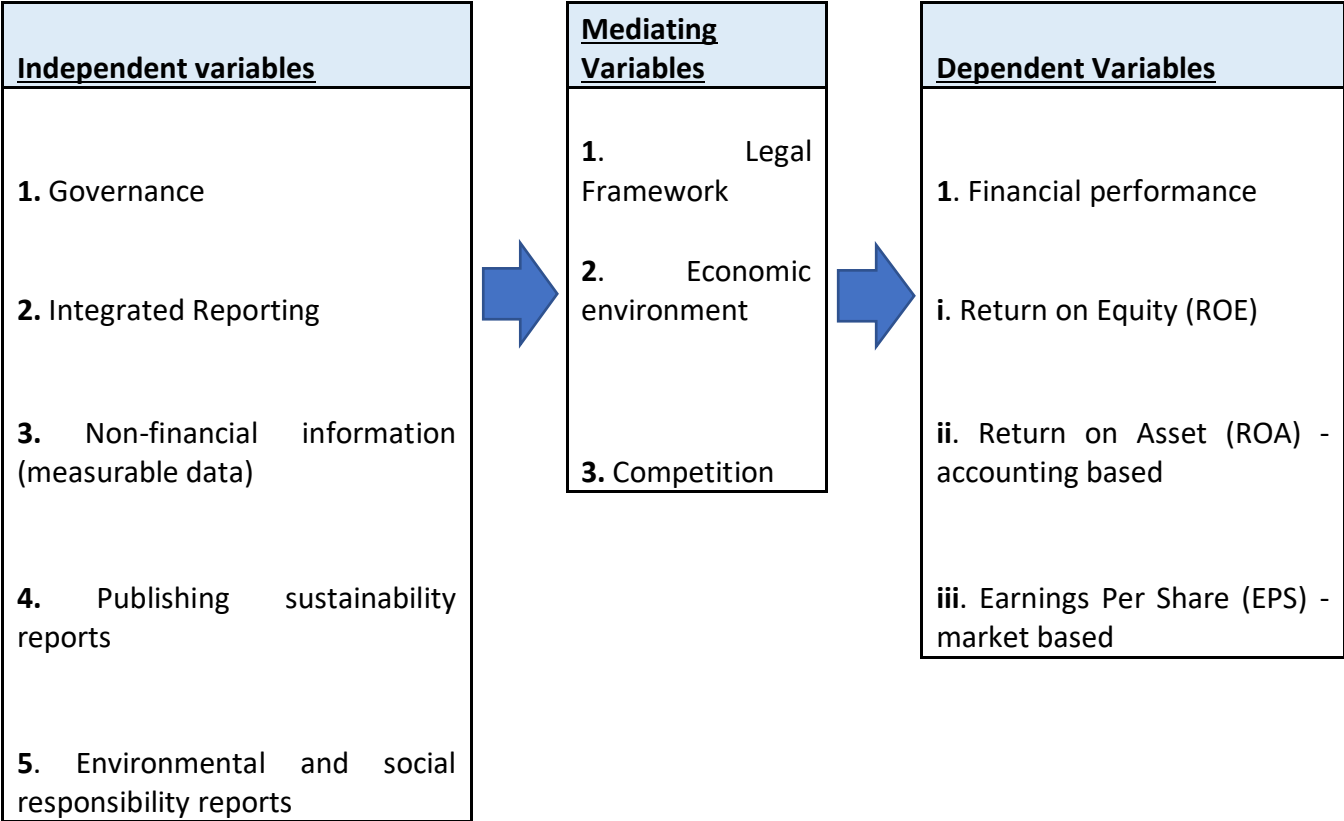 Independent variables
1. Governance
2. Integrated Reporting
3. Non-financial information
(measurable data)
4. Publishing sustainability
reports
5. Environmental and social
responsibility reports
Mediating
Variables
1. Legal
Framework
2. Economic
environment
3. Competition
Dependent Variables
1. Financial performance
i. Return on Equity (ROE)
ii. Return on Asset (ROA) -
accounting based
iii. Earnings Per Share (EPS) -
market based